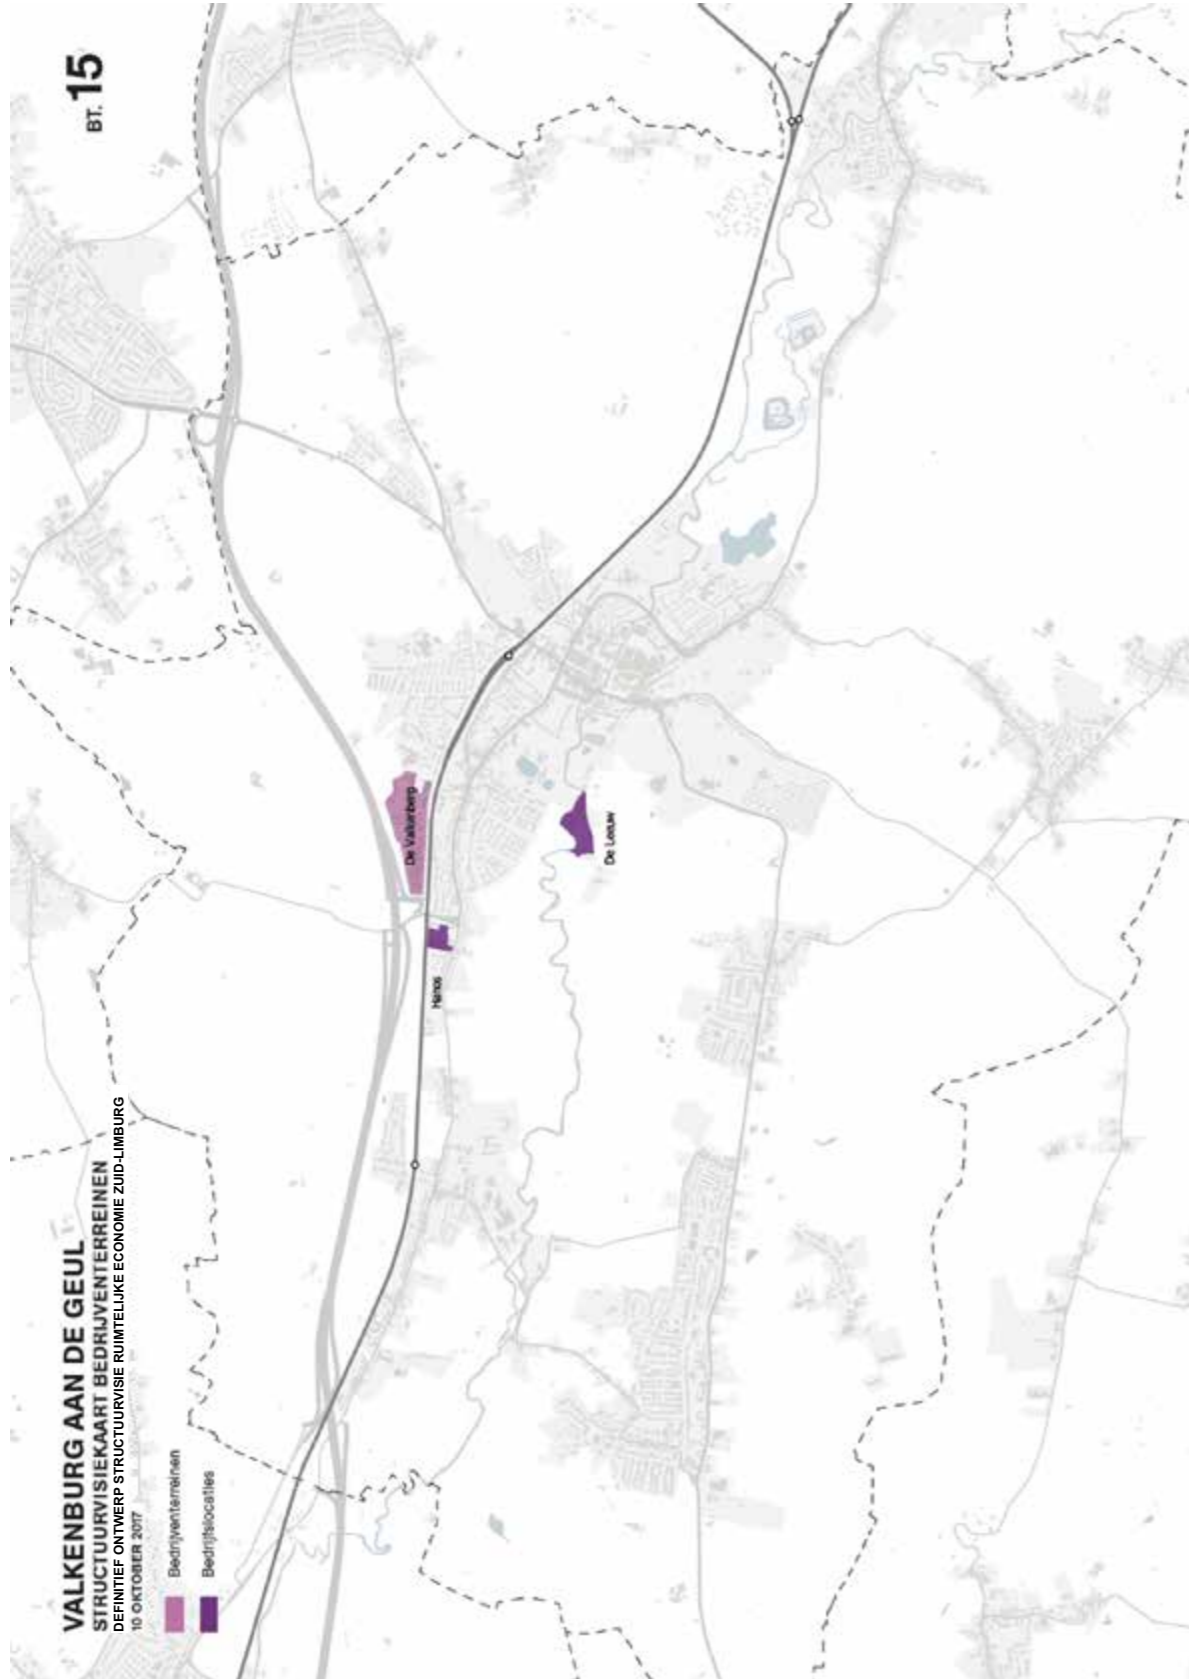 VALKENBURG AAN DE GEUL
STRUCTUURVISIEKAART BEDRIJVENTERREINEN
DEFINITIEF ONTWERP STRUCTUURVISIE RUIMTELIJKE ECONOMIE ZUID-LIMBURG
10 OKTOBER 2017
Bedrijventerreinen
Bedrijfslocaties
BT. 15
De Valkenberg
Hanos
De Leeuw